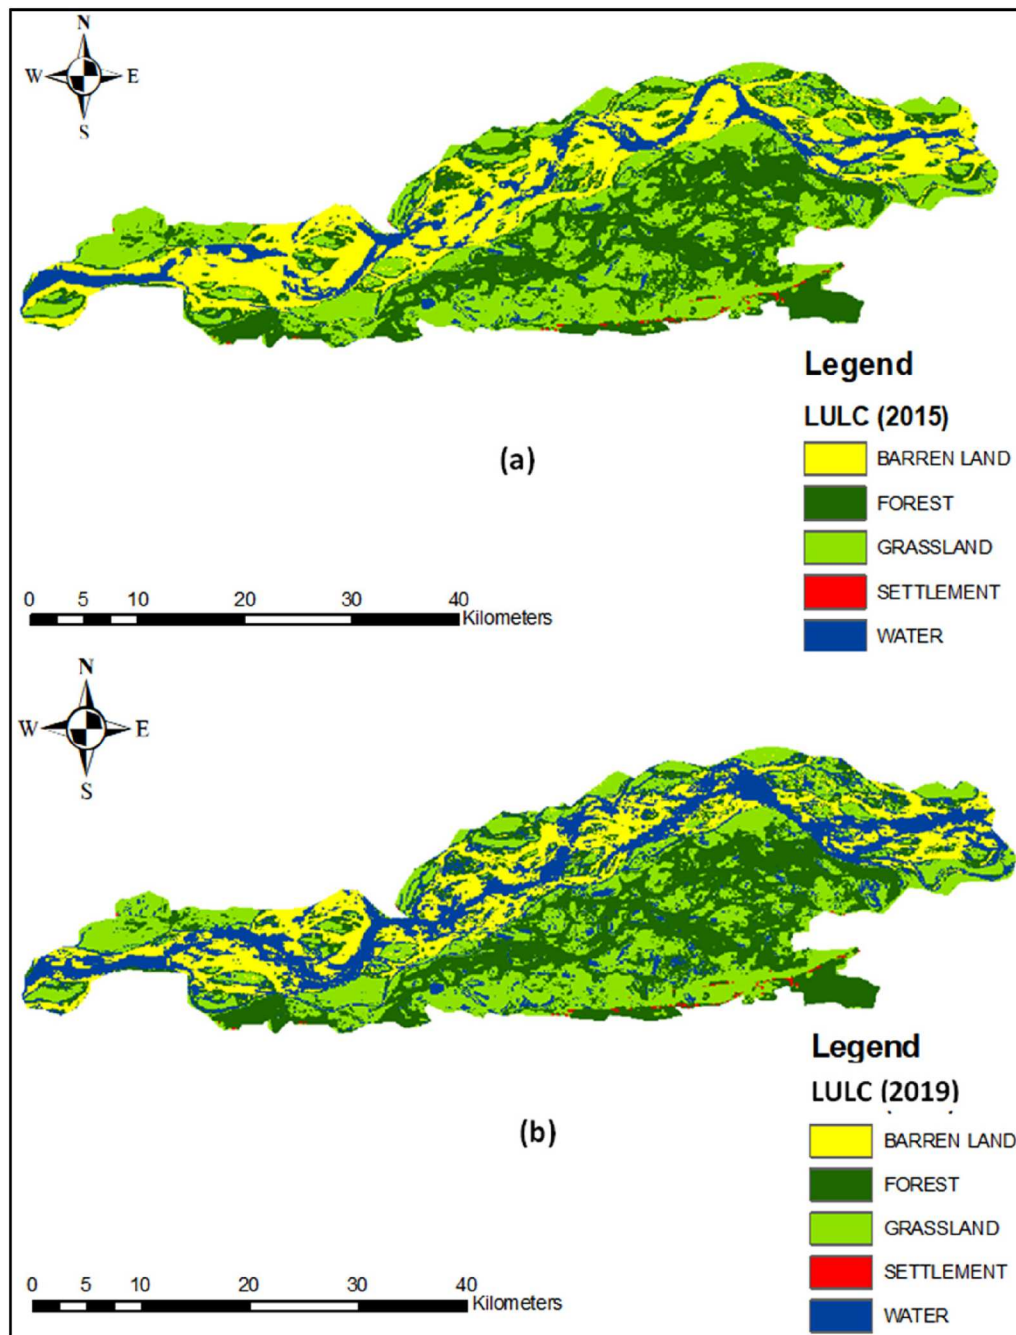 N
W E
S
Legend
LULC (2015)
(a)
BARREN LAND
FOREST
GRASSLAND
SETTLEMENT
WATER
0 5 10 20 30 40
Kilometers
N
W E
S
Legend
LULC (2019)
(b)
BARREN LAND
FOREST
GRASSLAND
SETTLEMENT
WATER
0 5 10 20 30 40
Kilometers